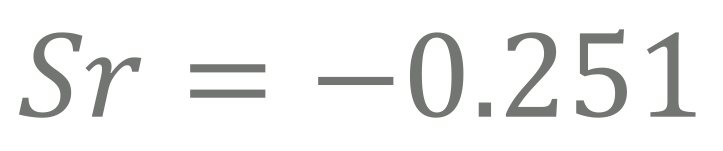 Sr = −0.251